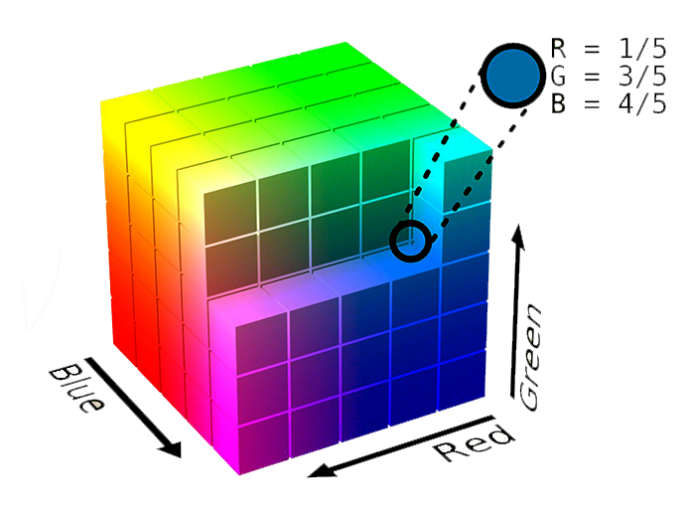 R = 1/5
G = 3/5
B = 4/5
Green
Blue
Red